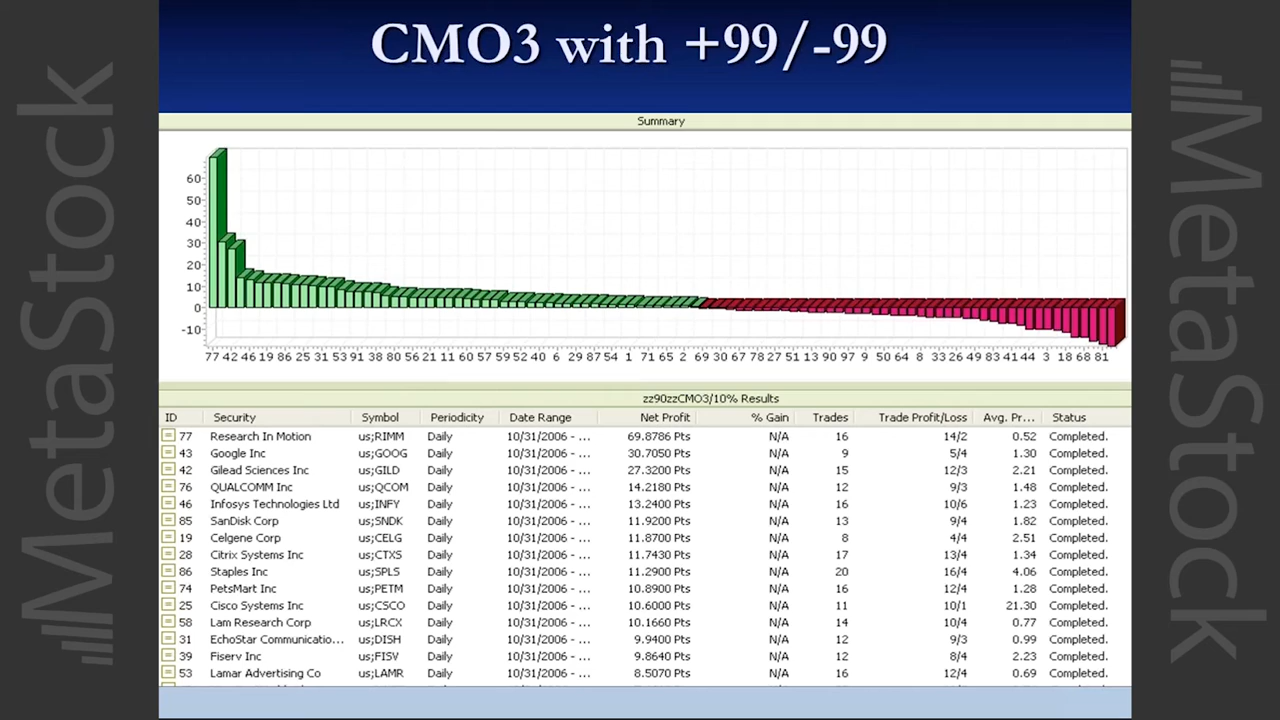 CMO3 with +99/-99
Summary
60
50
40
30
20
10
0
-10
77 42 46 19 86 25 31 53 91 38 80 56 21 11 60 57 59 52 40 6 29 87 54 1 71 65 2 69 30 67 78 27 51 13 90 97 9 50 64 8 33 26 49 83 41 44 3 18 68 81
zz90zzCMO3/10% Results
ID Security Symbol Periodicity Date Range Net Profit % Gain Trades Trade Profit/Loss Avg. Pr... Status
77 Research In Motion us;RIMM Daily 10/31/2006 - ... 69.8786 Pts N/A 16 14/2 0.52 Completed.
43 Google Inc us;GOOG Daily 10/31/2006 - ... 30.7050 Pts N/A 9 5/4 1.30 Completed.
42 Gilead Sciences Inc us;GILD Daily 10/31/2006 - ... 27.3200 Pts N/A 15 12/3 2.21 Completed.
76 QUALCOMM Inc us;QCOM Daily 10/31/2006 - ... 14.2180 Pts N/A 12 9/3 1.48 Completed.
46 Infosys Technologies Ltd us;INFY Daily 10/31/2006 - ... 13.2400 Pts N/A 16 10/6 1.23 Completed.
85 SanDisk Corp us;SNDK Daily 10/31/2006 - ... 11.9200 Pts N/A 13 9/4 1.82 Completed.
19 Celgene Corp us;CELG Daily 10/31/2006 - ... 11.8700 Pts N/A 8 4/4 2.51 Completed.
28 Citrix Systems Inc us;CTXS Daily 10/31/2006 - ... 11.7430 Pts N/A 17 13/4 1.34 Completed.
86 Staples Inc us;SPLS Daily 10/31/2006 - ... 11.2900 Pts N/A 20 16/4 4.06 Completed.
74 PetsMart Inc us;PETM Daily 10/31/2006 - ... 10.8900 Pts N/A 16 12/4 1.28 Completed.
25 Cisco Systems Inc us;CSCO Daily 10/31/2006 - ... 10.6000 Pts N/A 11 10/1 21.30 Completed.
58 Lam Research Corp us;LRCX Daily 10/31/2006 - ... 10.1660 Pts N/A 14 10/4 0.77 Completed.
31 EchoStar Communicatio... us;DISH Daily 10/31/2006 - ... 9.9400 Pts N/A 12 9/3 0.99 Completed.
39 Fiserv Inc us;FISV Daily 10/31/2006 - ... 9.8640 Pts N/A 12 8/4 2.23 Completed.
53 Lamar Advertising Co us;LAMR Daily 10/31/2006 - ... 8.5070 Pts N/A 16 12/4 0.69 Completed.
MetaStock
MetaStock